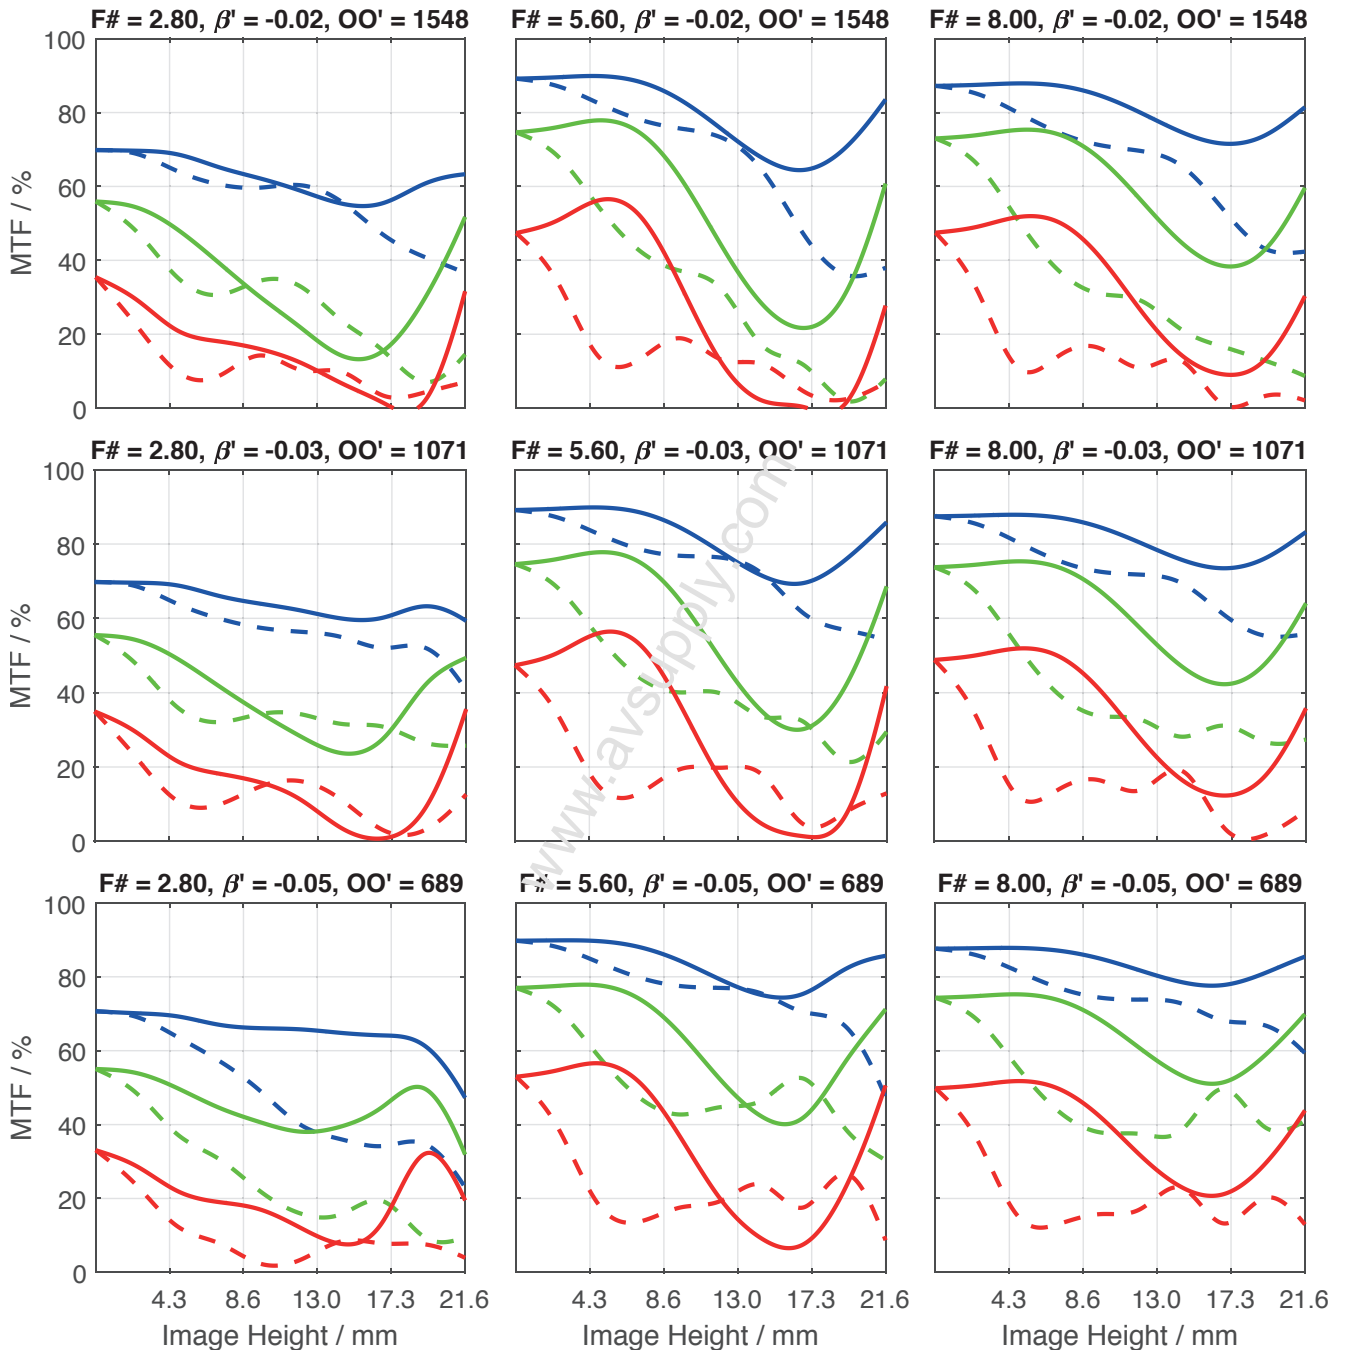 F# = 2.80, β' = -0.02, OO' = 1548
F# = 5.60, β' = -0.02, OO' = 1548
F# = 8.00, β' = -0.02, OO' = 1548
100
80
60
40
20
0
MTF / %
F# = 2.80, β' = -0.03, OO' = 1071
F# = 5.60, β' = -0.03, OO' = 1071
F# = 8.00, β' = -0.03, OO' = 1071
100
80
60
40
20
0
MTF / %
www.avsupply.com
F# = 2.80, β' = -0.05, OO' = 689
F# = 5.60, β' = -0.05, OO' = 689
F# = 8.00, β' = -0.05, OO' = 689
100
80
60
40
20
0
MTF / %
4.3 8.6 13.0 17.3 21.6
4.3 8.6 13.0 17.3 21.6
4.3 8.6 13.0 17.3 21.6
Image Height / mm
Image Height / mm
Image Height / mm